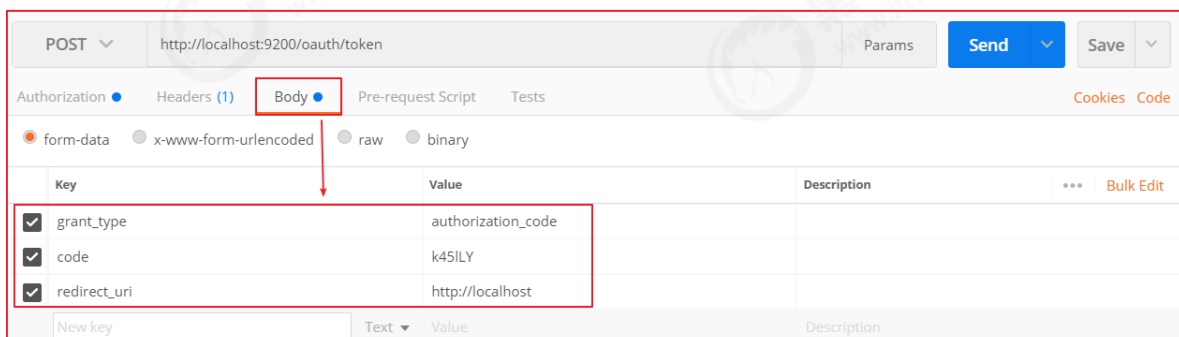 POST http://localhost:9200/oauth/token Params Send Save
Authorization Headers (1) Body Pre-request Script Tests Cookies Code
form-data x-www-form-urlencoded raw binary
Key Value Description ••• Bulk Edit
grant_type authorization_code
code k45lLY
redirect_uri http://localhost
New key Text Value Description